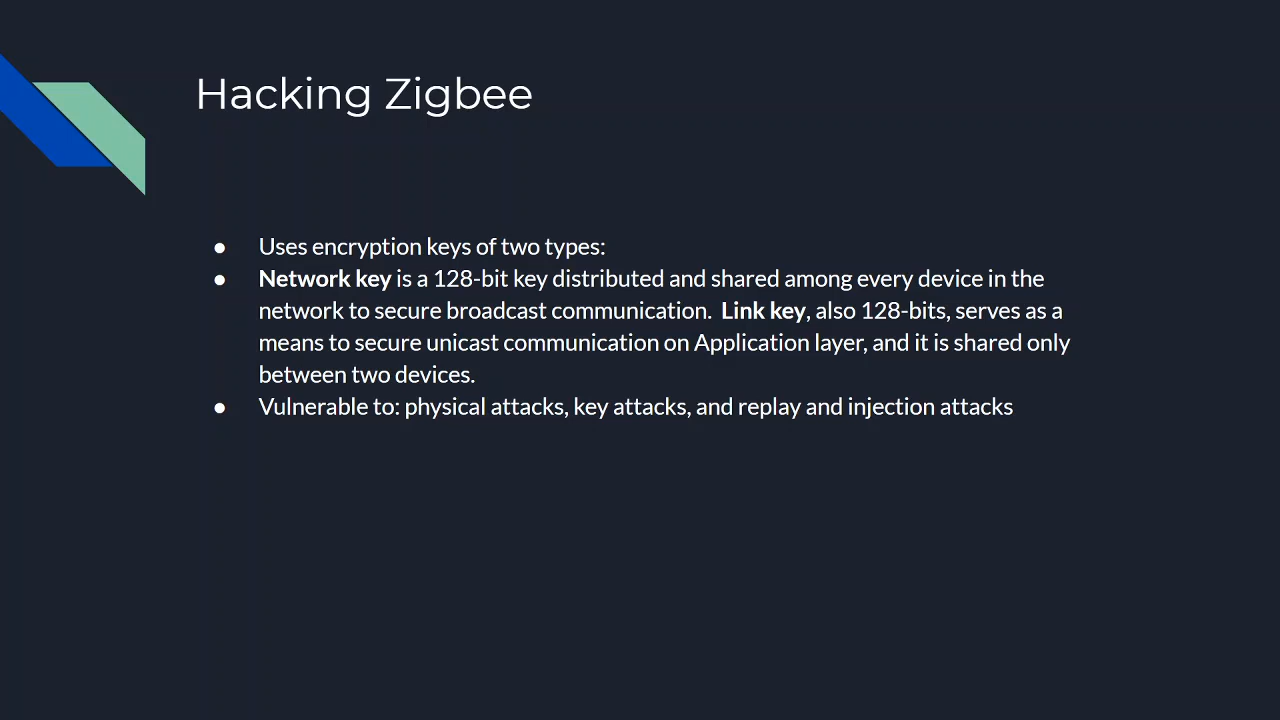 Hacking Zigbee
● Uses encryption keys of two types:
● Network key is a 128-bit key distributed and shared among every device in the
network to secure broadcast communication.  Link key, also 128-bits, serves as a
means to secure unicast communication on Application layer, and it is shared only
between two devices.
● Vulnerable to: physical attacks, key attacks, and replay and injection attacks